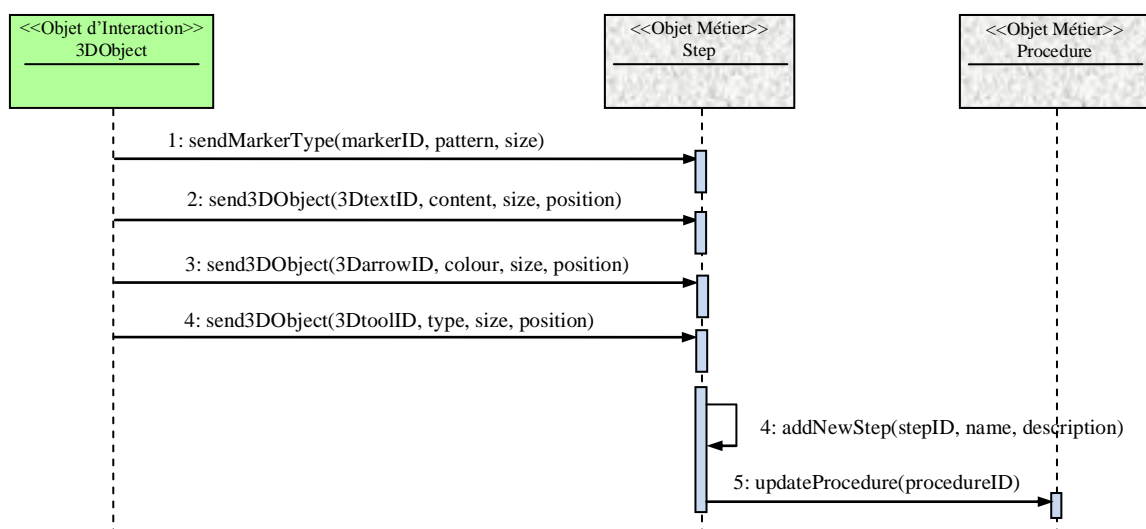 <<Objet d’Interaction>>
3DObject
<<Objet Métier>>
Step
<<Objet Métier>>
Procedure
1: sendMarkerType(markerID, pattern, size)
2: send3DObject(3DtextID, content, size, position)
3: send3DObject(3DarrowID, colour, size, position)
4: send3DObject(3DtoolID, type, size, position)
4: addNewStep(stepID, name, description)
5: updateProcedure(procedureID)